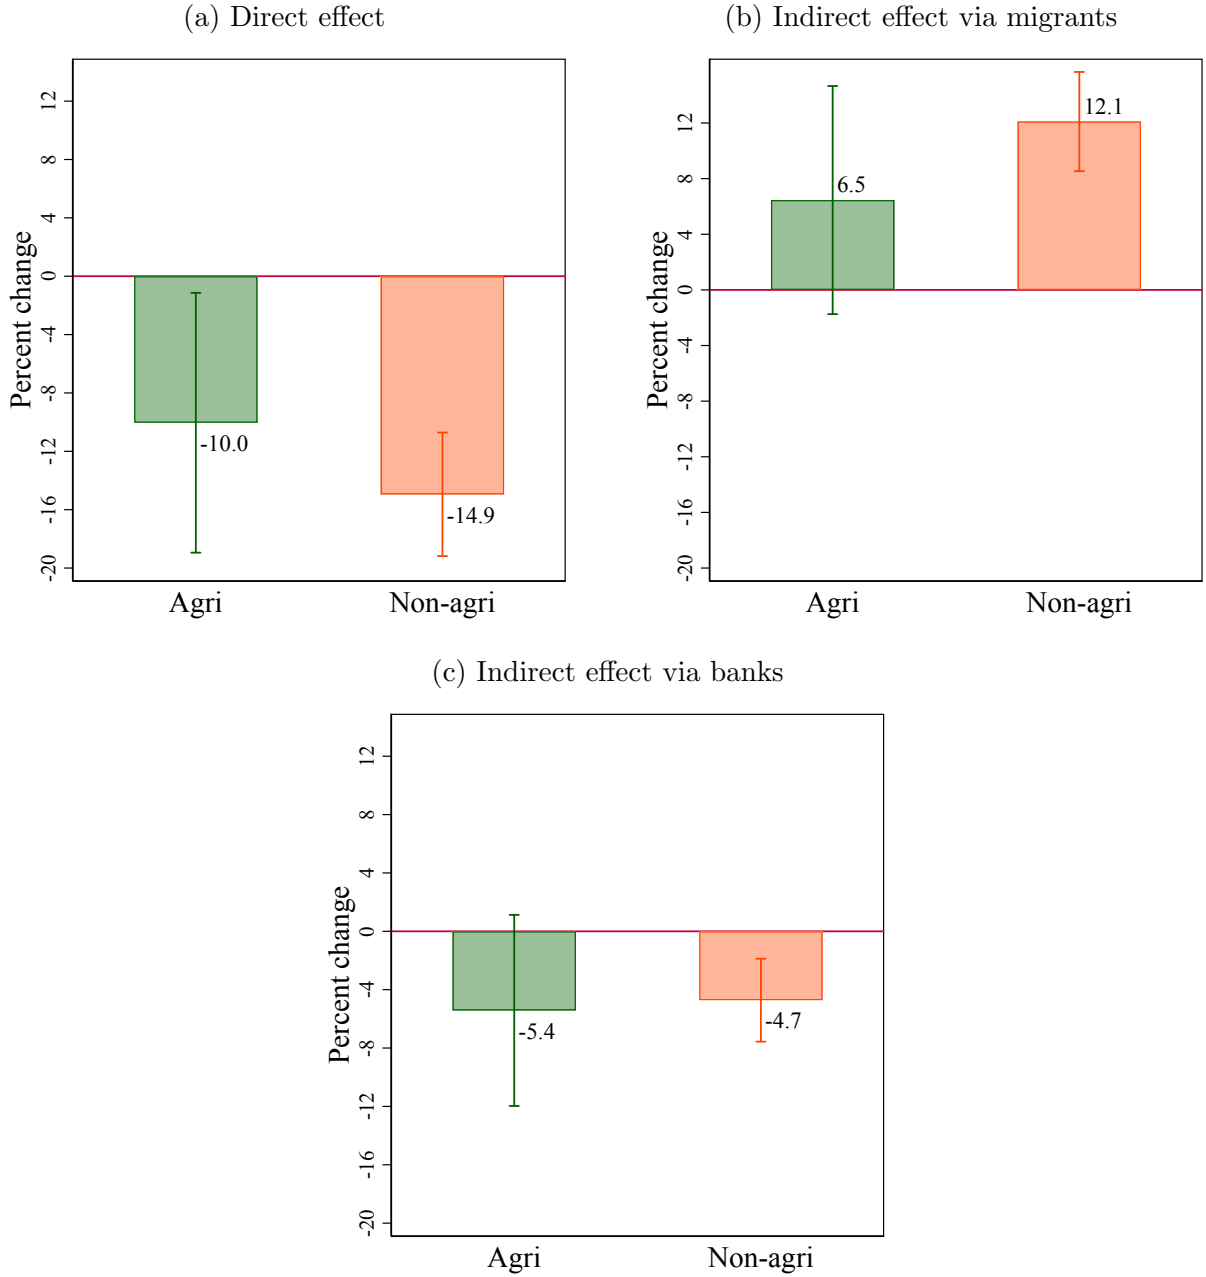 (a) Direct effect
Percent change
12
8
4
0
-4
-8
-12
-16
-20
-10.0
-14.9
Agri
Non-agri
(b) Indirect effect via migrants
Percent change
12
8
4
0
-4
-8
-12
-16
-20
6.5
12.1
Agri
Non-agri
(c) Indirect effect via banks
Percent change
12
8
4
0
-4
-8
-12
-16
-20
-5.4
-4.7
Agri
Non-agri